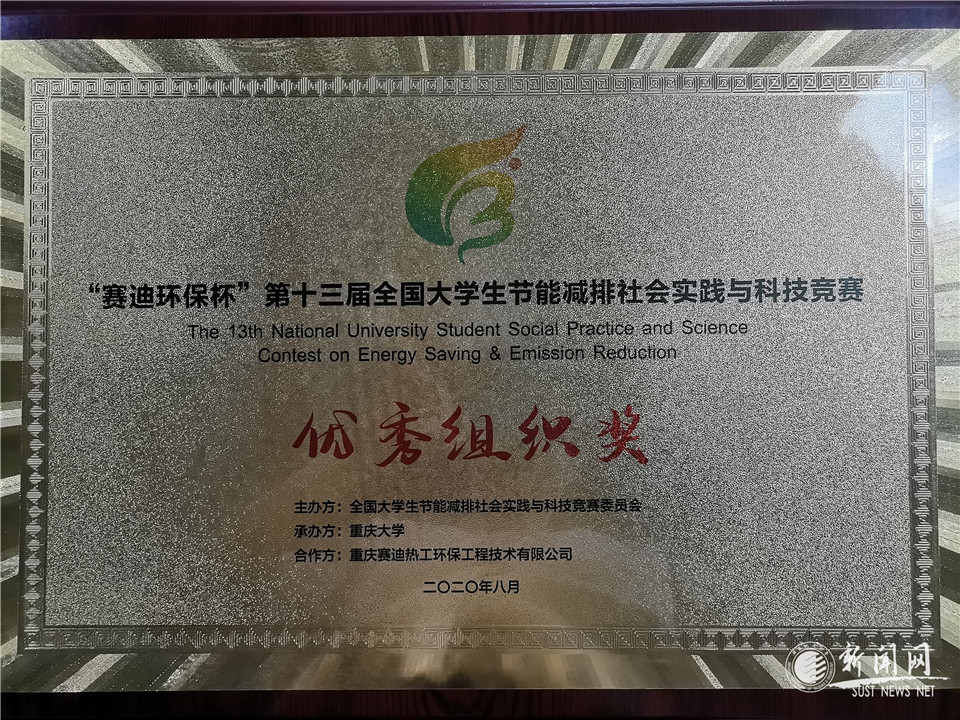 “赛迪环保杯”第十三届全国大学生节能减排社会实践与科技竞赛
The 13th National University Student Social Practice and Science
Contest on Energy Saving & Emission Reduction
优秀组织奖
主办方：全国大学生节能减排社会实践与科技竞赛委员会
承办方：重庆大学
合作方：重庆赛迪热工环保工程技术有限公司
二〇二〇年八月
新闻网
SUST NEWS NET